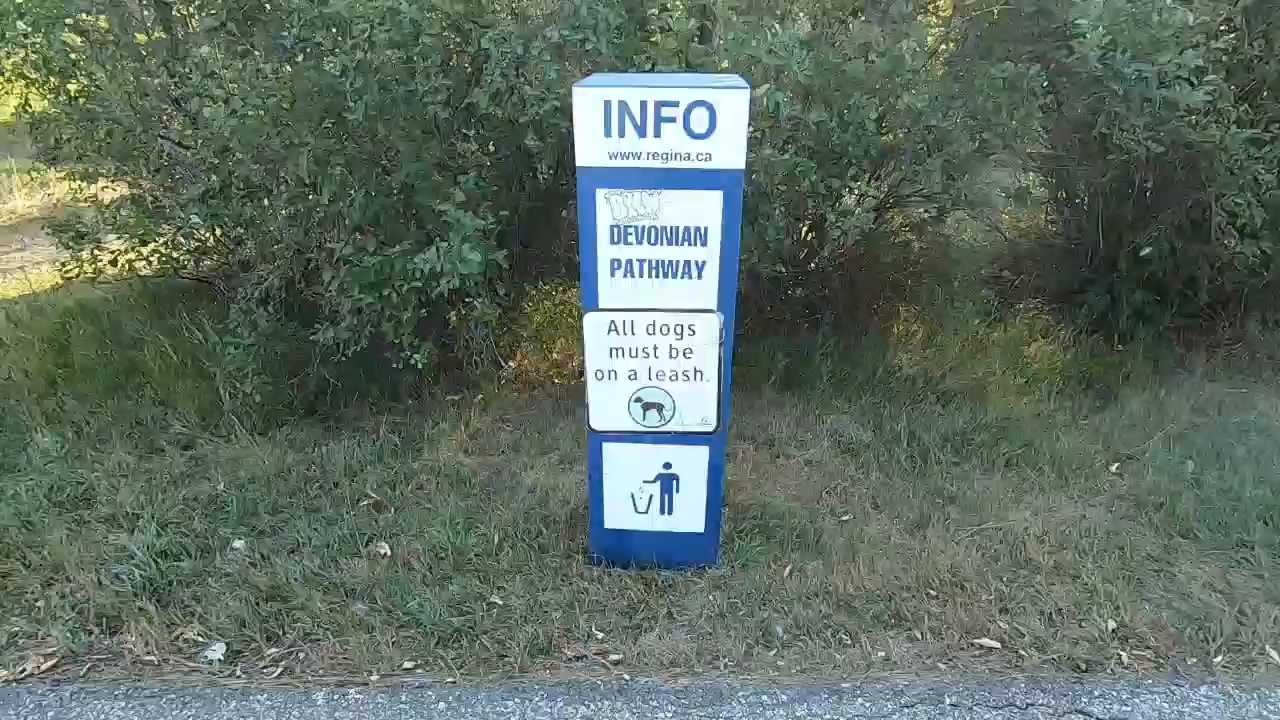 INFO
www.regina.ca
DEVONIAN
PATHWAY
All dogs
must be
on a leash.